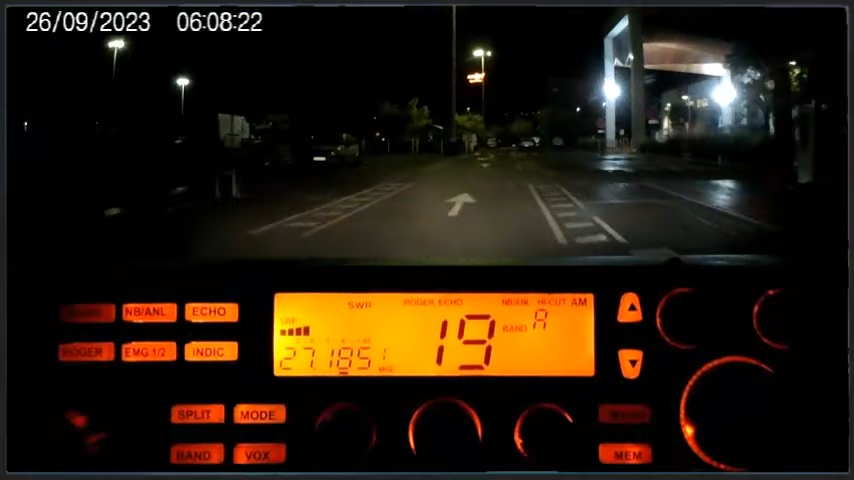 26/09/2023 06:08:22
NB/ANL ECHO
ROGER EMG 1/2 INDIC
SPLIT MODE
BAND VOX
SWR ROGER ECHO NB/ANL HI-CUT AM
BAND A
19
27.185
MEM